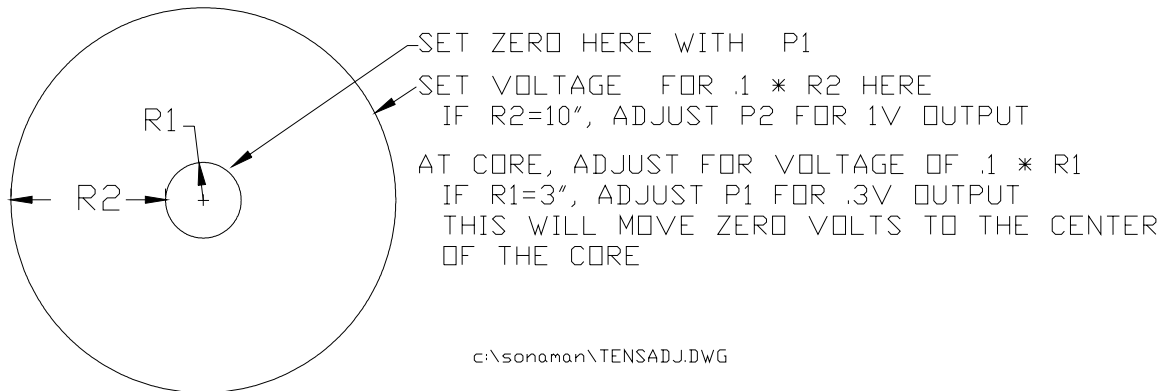 SET ZERO HERE WITH P1
SET VOLTAGE FOR .1 * R2 HERE
IF R2=10", ADJUST P2 FOR 1V OUTPUT
R1
AT CORE, ADJUST FOR VOLTAGE OF .1 * R1
IF R1=3", ADJUST P1 FOR .3V OUTPUT
R2
THIS WILL MOVE ZERO VOLTS TO THE CENTER
OF THE CORE
c:\sonaman\TENSADJ.DWG